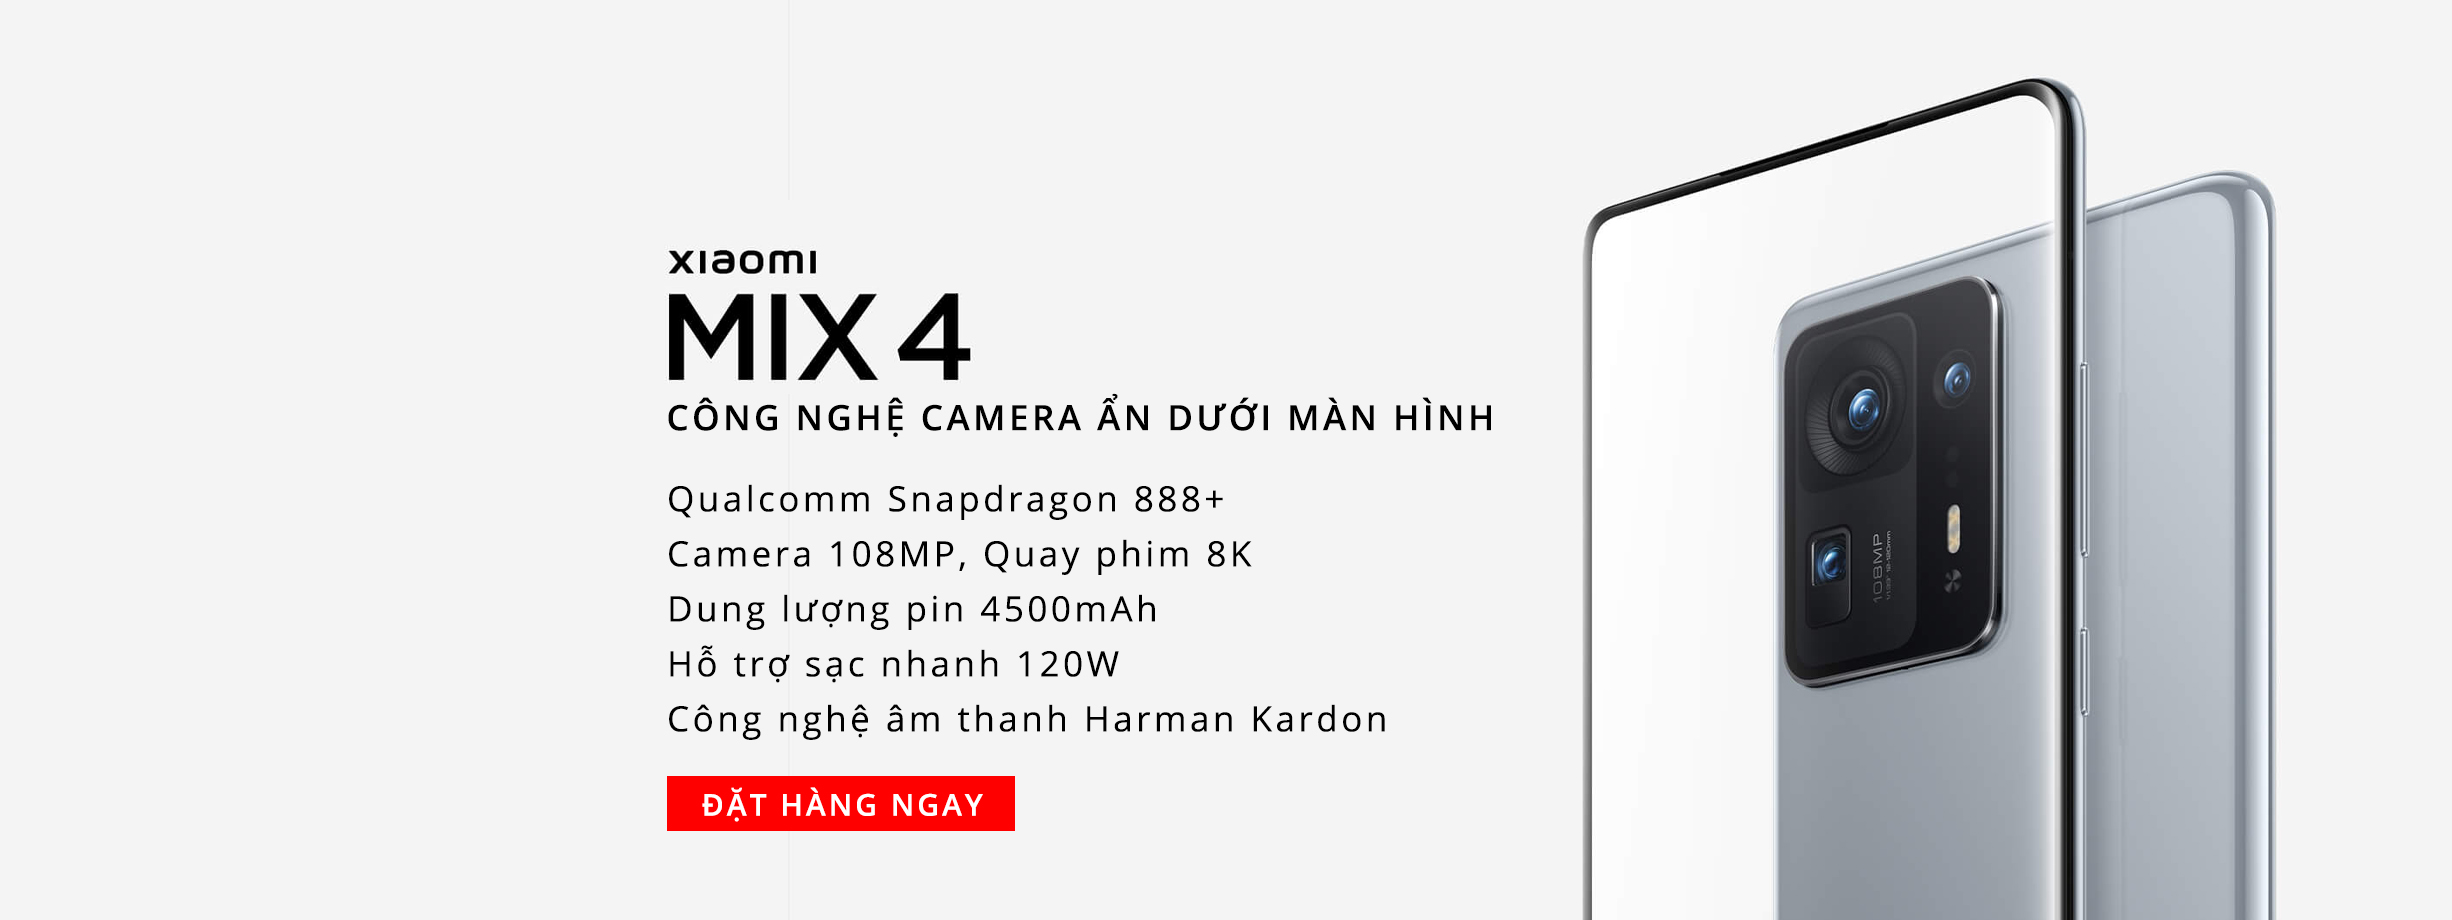 xiaomi
MIX 4
CÔNG NGHỆ CAMERA ẨN DƯỚI MÀN HÌNH
Qualcomm Snapdragon 888+
Camera 108MP, Quay phim 8K
Dung lượng pin 4500mAh
Hỗ trợ sạc nhanh 120W
Công nghệ âm thanh Harman Kardon
ĐẶT HÀNG NGAY
108MP